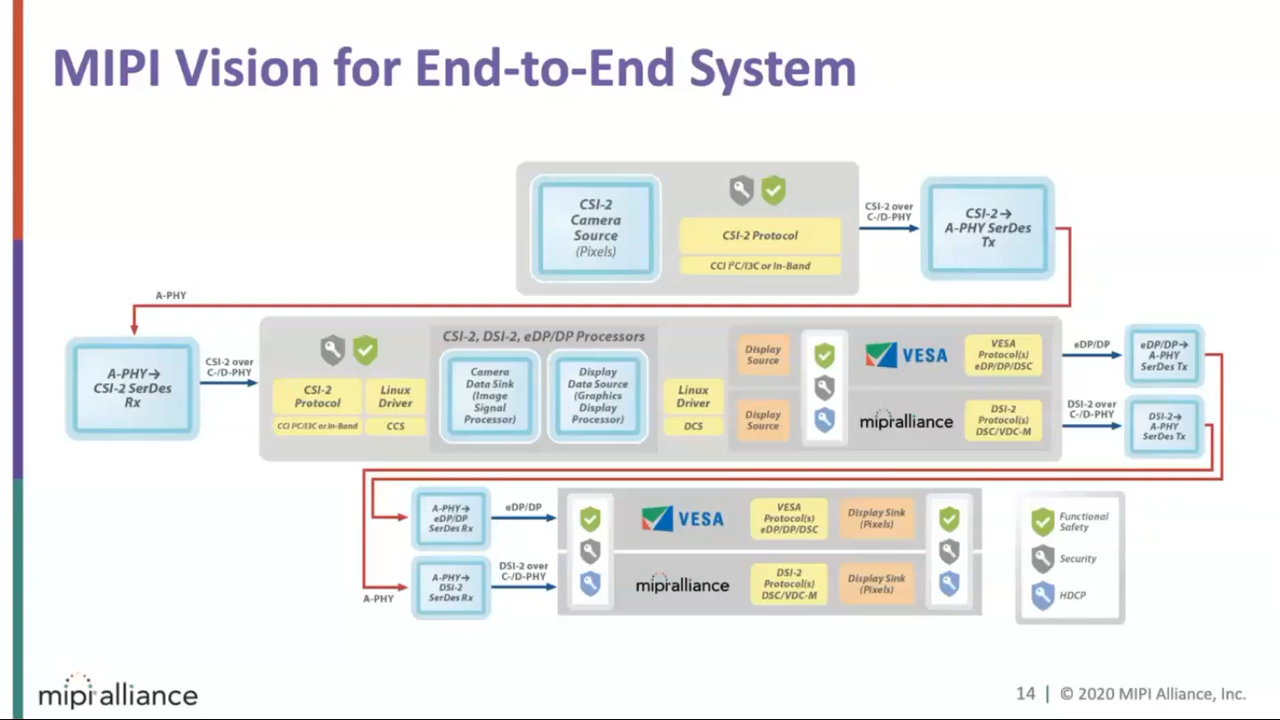 MIPI Vision for End-to-End System
CSI-2
Camera
Source
(Pixels)
CSI-2 Protocol
CCI I²C/I3C or In-Band
CSI-2 over
C-/D-PHY
CSI-2→
A-PHY SerDes
Tx
A-PHY
A-PHY→
CSI-2 SerDes
Rx
CSI-2 over
C-/D-PHY
CSI-2
Protocol
CCI I²C/I3C or In-Band
Linux
Driver
CCS
CSI-2, DSI-2, eDP/DP Processors
Camera
Data Sink
(Image
Signal
Processor)
Display
Data Source
(Graphics
Display
Processor)
Linux
Driver
DCS
Display
Source
Display
Source
VESA
mipi alliance
VESA
Protocol(s)
eDP/DP/DSC
DSI-2
Protocol(s)
DSC/VDC-M
eDP/DP
DSI-2 over
C-/D-PHY
eDP/DP→
A-PHY
SerDes Tx
DSI-2→
A-PHY
SerDes Tx
A-PHY→
eDP/DP
SerDes Rx
eDP/DP
VESA
VESA
Protocol(s)
eDP/DP/DSC
Display Sink
(Pixels)
A-PHY
A-PHY→
DSI-2
SerDes Rx
DSI-2 over
C-/D-PHY
mipi alliance
DSI-2
Protocol(s)
DSC/VDC-M
Display Sink
(Pixels)
Functional
Safety
Security
HDCP
mipi alliance
14 | © 2020 MIPI Alliance, Inc.